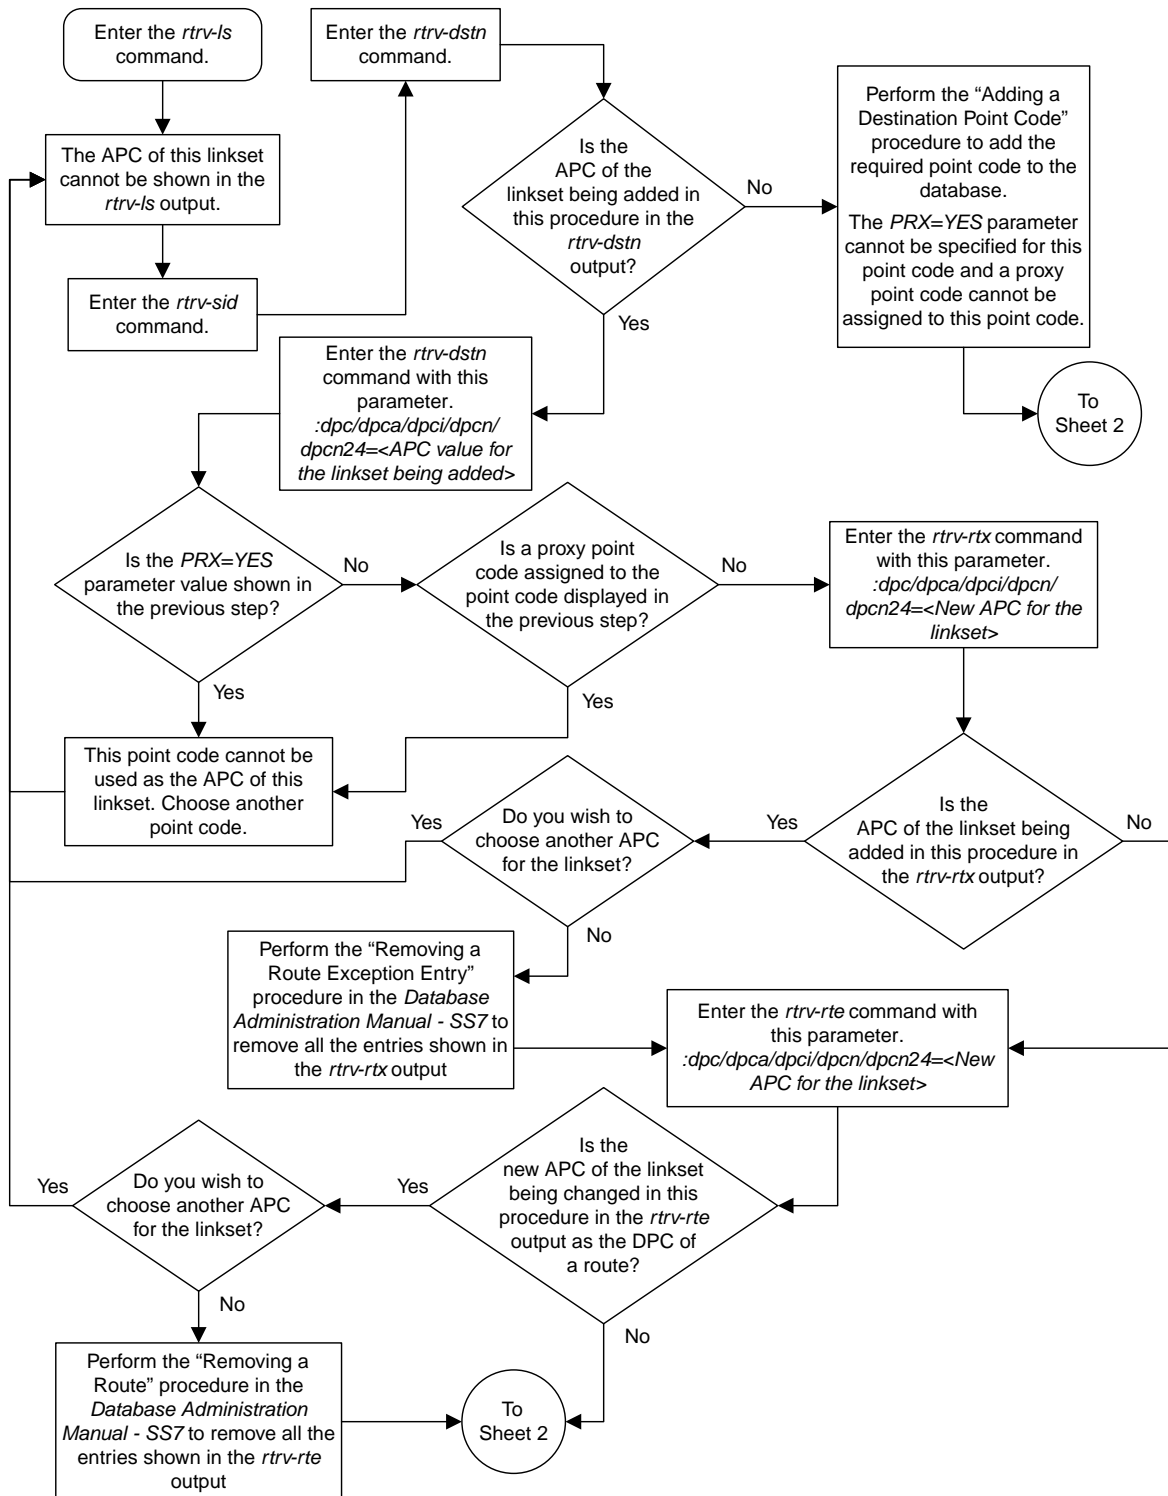 Enter the rtrv-ls
command.
The APC of this linkset
cannot be shown in the
rtrv-ls output.
Enter the rtrv-sid
command.
Enter the rtrv-dstn
command.
Is the
APC of the
linkset being added in
this procedure in the
rtrv-dstn
output?
No
Yes
Perform the “Adding a
Destination Point Code”
procedure to add the
required point code to the
database.
The PRX=YES parameter
cannot be specified for this
point code and a proxy
point code cannot be
assigned to this point code.
To
Sheet 2
Enter the rtrv-dstn
command with this
parameter.
:dpc/dpca/dpci/dpcn/
dpcn24=<APC value for
the linkset being added>
Is the PRX=YES
parameter value shown in
the previous step?
No
Yes
Is a proxy point
code assigned to the
point code displayed in
the previous step?
No
Yes
Enter the rtrv-rtx command
with this parameter.
:dpc/dpca/dpci/dpcn/
dpcn24=<New APC for the
linkset>
This point code cannot be
used as the APC of this
linkset. Choose another
point code.
Do you wish to
choose another APC
for the linkset?
Yes
No
Is the
APC of the linkset being
added in this procedure in
the rtrv-rtx output?
Yes
No
Perform the “Removing a
Route Exception Entry”
procedure in the Database
Administration Manual - SS7 to
remove all the entries shown in
the rtrv-rtx output
Enter the rtrv-rte command with
this parameter.
:dpc/dpca/dpci/dpcn/dpcn24=<New
APC for the linkset>
Is the
new APC of the linkset
being changed in this
procedure in the rtrv-rte
output as the DPC of
a route?
Yes
No
Do you wish to
choose another APC
for the linkset?
Yes
No
Perform the “Removing a
Route” procedure in the
Database Administration
Manual - SS7 to remove all the
entries shown in the rtrv-rte
output
To
Sheet 2